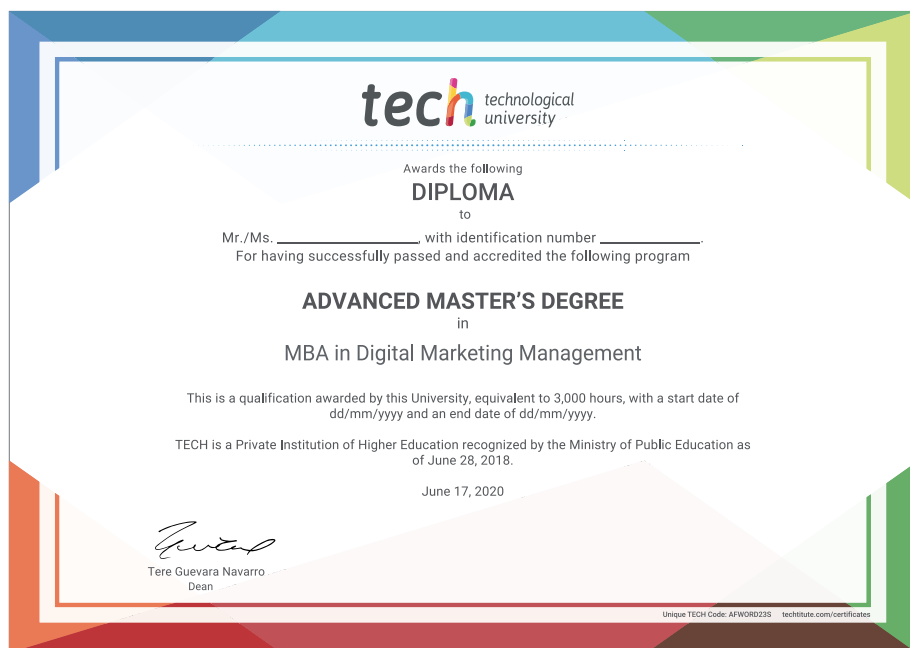 tech technological
university
Awards the following
DIPLOMA
to
Mr./Ms. ____________________, with identification number ______________.
For having successfully passed and accredited the following program
ADVANCED MASTER’S DEGREE
in
MBA in Digital Marketing Management
This is a qualification awarded by this University, equivalent to 3,000 hours, with a start date of
dd/mm/yyyy and an end date of dd/mm/yyyy.
TECH is a Private Institution of Higher Education recognized by the Ministry of Public Education as
of June 28, 2018.
June 17, 2020
Tere Guevara Navarro
Dean
Unique TECH Code: AFWORD23S techtitute.com/certificates